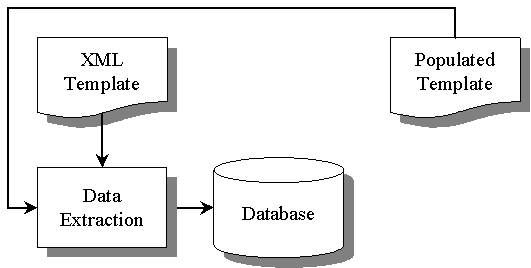 XML
Template
Populated
Template
Data
Extraction
Database